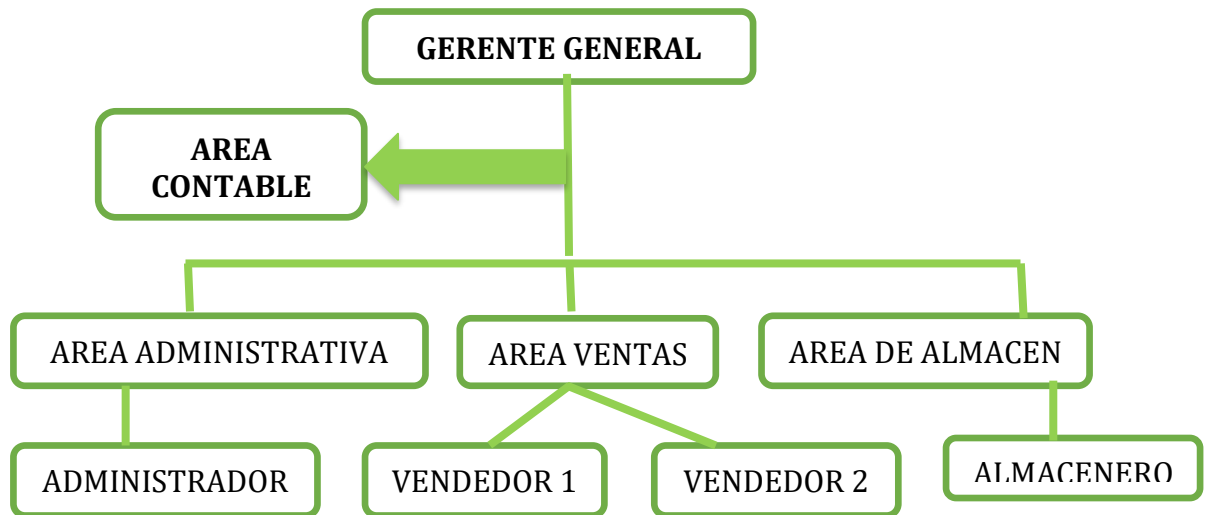 GERENTE GENERAL
AREA
CONTABLE
AREA ADMINISTRATIVA
AREA VENTAS
AREA DE ALMACEN
ADMINISTRADOR
VENDEDOR 1
VENDEDOR 2
ALMACENERO